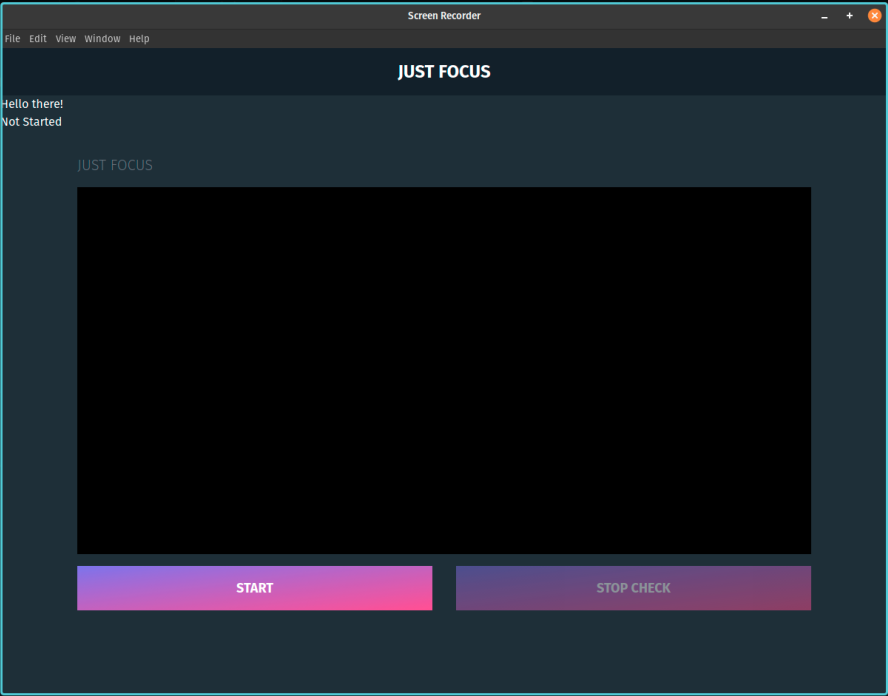 Screen Recorder
File Edit View Window Help
JUST FOCUS
Hello there!
Not Started
JUST FOCUS
START
STOP CHECK